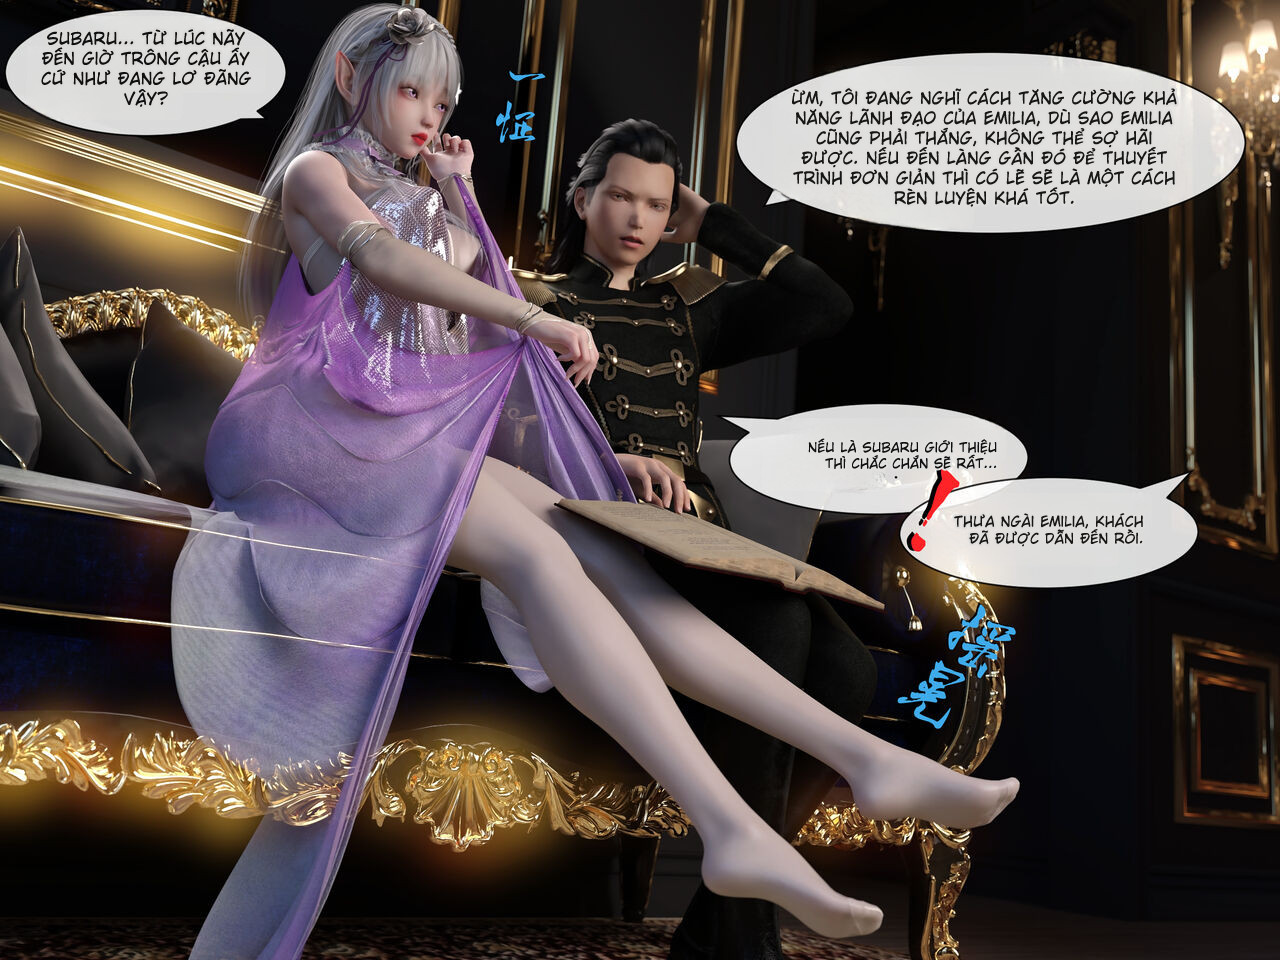 SUBARU... TỪ LÚC NÃY
ĐẾN GIỜ TRÔNG CẬU ẤY
CỨ NHƯ ĐANG LƠ ĐÃNG
VẬY?
一怔
ỪM, TÔI ĐANG NGHĨ CÁCH TĂNG CƯỜNG KHẢ
NĂNG LÃNH ĐẠO CỦA EMILIA, DÙ SAO EMILIA
CŨNG PHẢI THẮNG, KHÔNG THỂ SỢ HÃI
ĐƯỢC. NẾU ĐẾN LÀNG GẦN ĐÓ ĐỂ THUYẾT
TRÌNH ĐƠN GIẢN THÌ CÓ LẼ SẼ LÀ MỘT CÁCH
RÈN LUYỆN KHÁ TỐT.
NẾU LÀ SUBARU GIỚI THIỆU
THÌ CHẮC CHẮN SẼ RẤT...
!
THƯA NGÀI EMILIA, KHÁCH
ĐÃ ĐƯỢC DẪN ĐẾN RỒI.
摇晃